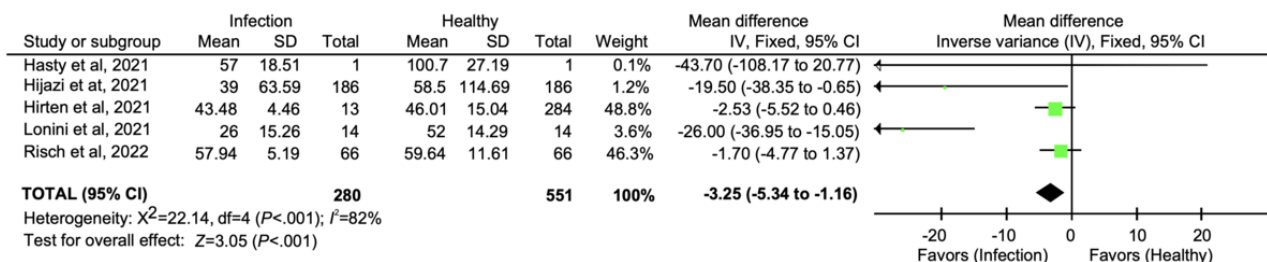 Infection Healthy Mean difference Mean difference
Study or subgroup Mean SD Total Mean SD Total Weight IV, Fixed, 95% CI Inverse variance (IV), Fixed, 95% CI
Hasty et al, 2021 57 18.51 1 100.7 27.19 1 0.1% -43.70 (-108.17 to 20.77)
Hijazi et at, 2021 39 63.59 186 58.5 114.69 186 1.2% -19.50 (-38.35 to -0.65)
Hirten et al, 2021 43.48 4.46 13 46.01 15.04 284 48.8% -2.53 (-5.52 to 0.46)
Lonini et al, 2021 26 15.26 14 52 14.29 14 3.6% -26.00 (-36.95 to -15.05)
Risch et al, 2022 57.94 5.19 66 59.64 11.61 66 46.3% -1.70 (-4.77 to 1.37)
TOTAL (95% CI) 280 551 100% -3.25 (-5.34 to -1.16)
Heterogeneity: X2=22.14, df=4 (P<.001); I²=82%
Test for overall effect: Z=3.05 (P<.001)
-20 -10 0 10 20
Favors (Infection) Favors (Healthy)